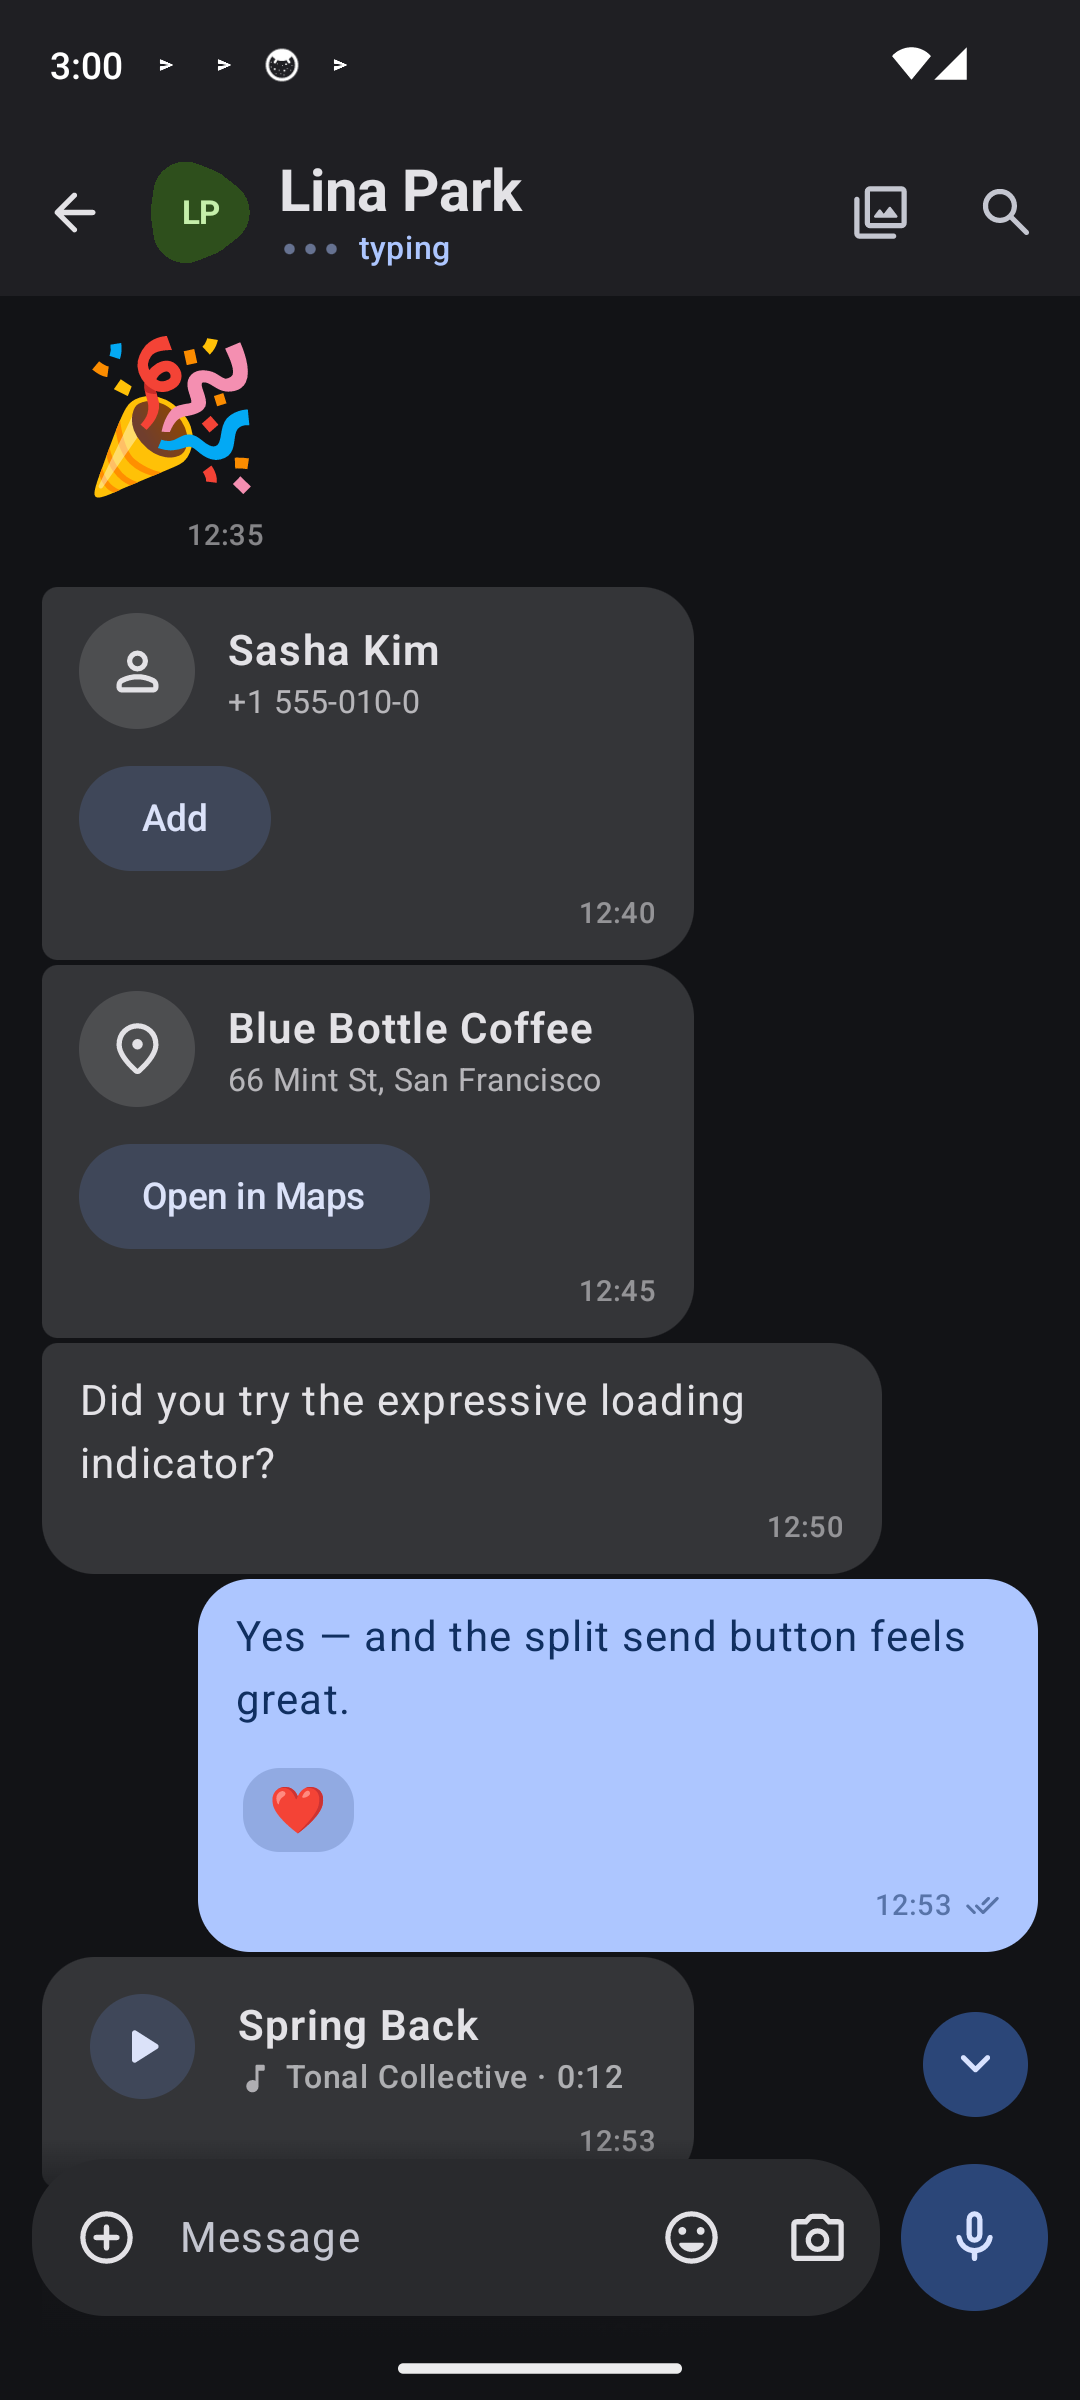 3:00
LP
Lina Park
typing
12:35
Sasha Kim
+1 555-010-0
Add
12:40
Blue Bottle Coffee
66 Mint St, San Francisco
Open in Maps
12:45
Did you try the expressive loading
indicator?
12:50
Yes — and the split send button feels
great.
12:53
Spring Back
Tonal Collective · 0:12
12:53
Message